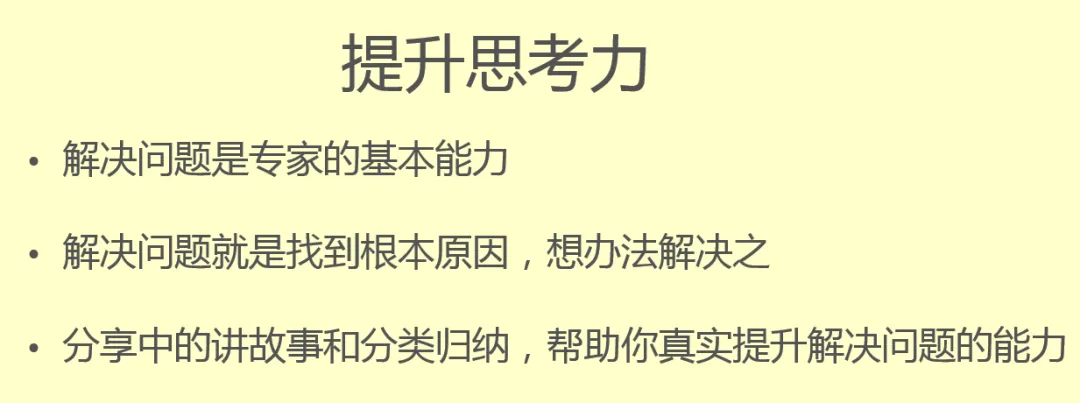 提升思考力
• 解决问题是专家的基本能力
• 解决问题就是找到根本原因，想办法解决之
• 分享中的讲故事和分类归纳，帮助你真实提升解决问题的能力